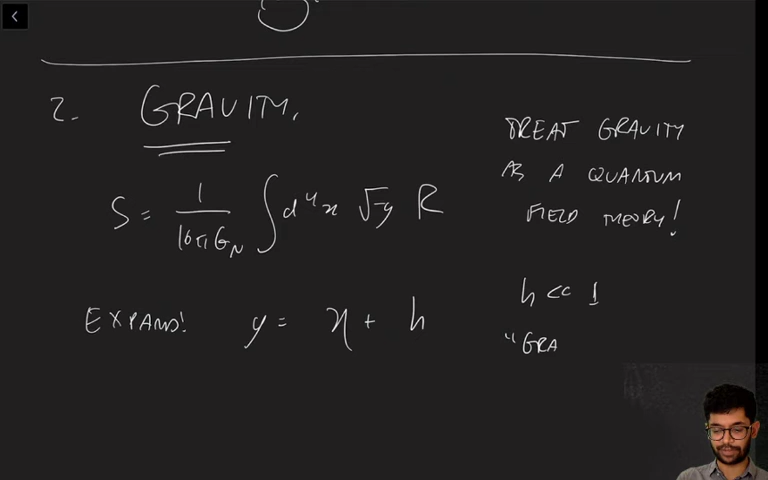 2. GRAVITY.
TREAT GRAVITY
AS A QUANTUM
FIELD THEORY!
S = 1/16πG_N ∫ d⁴x √-g R
h << 1
EXPAND! g = η + h
"GRA